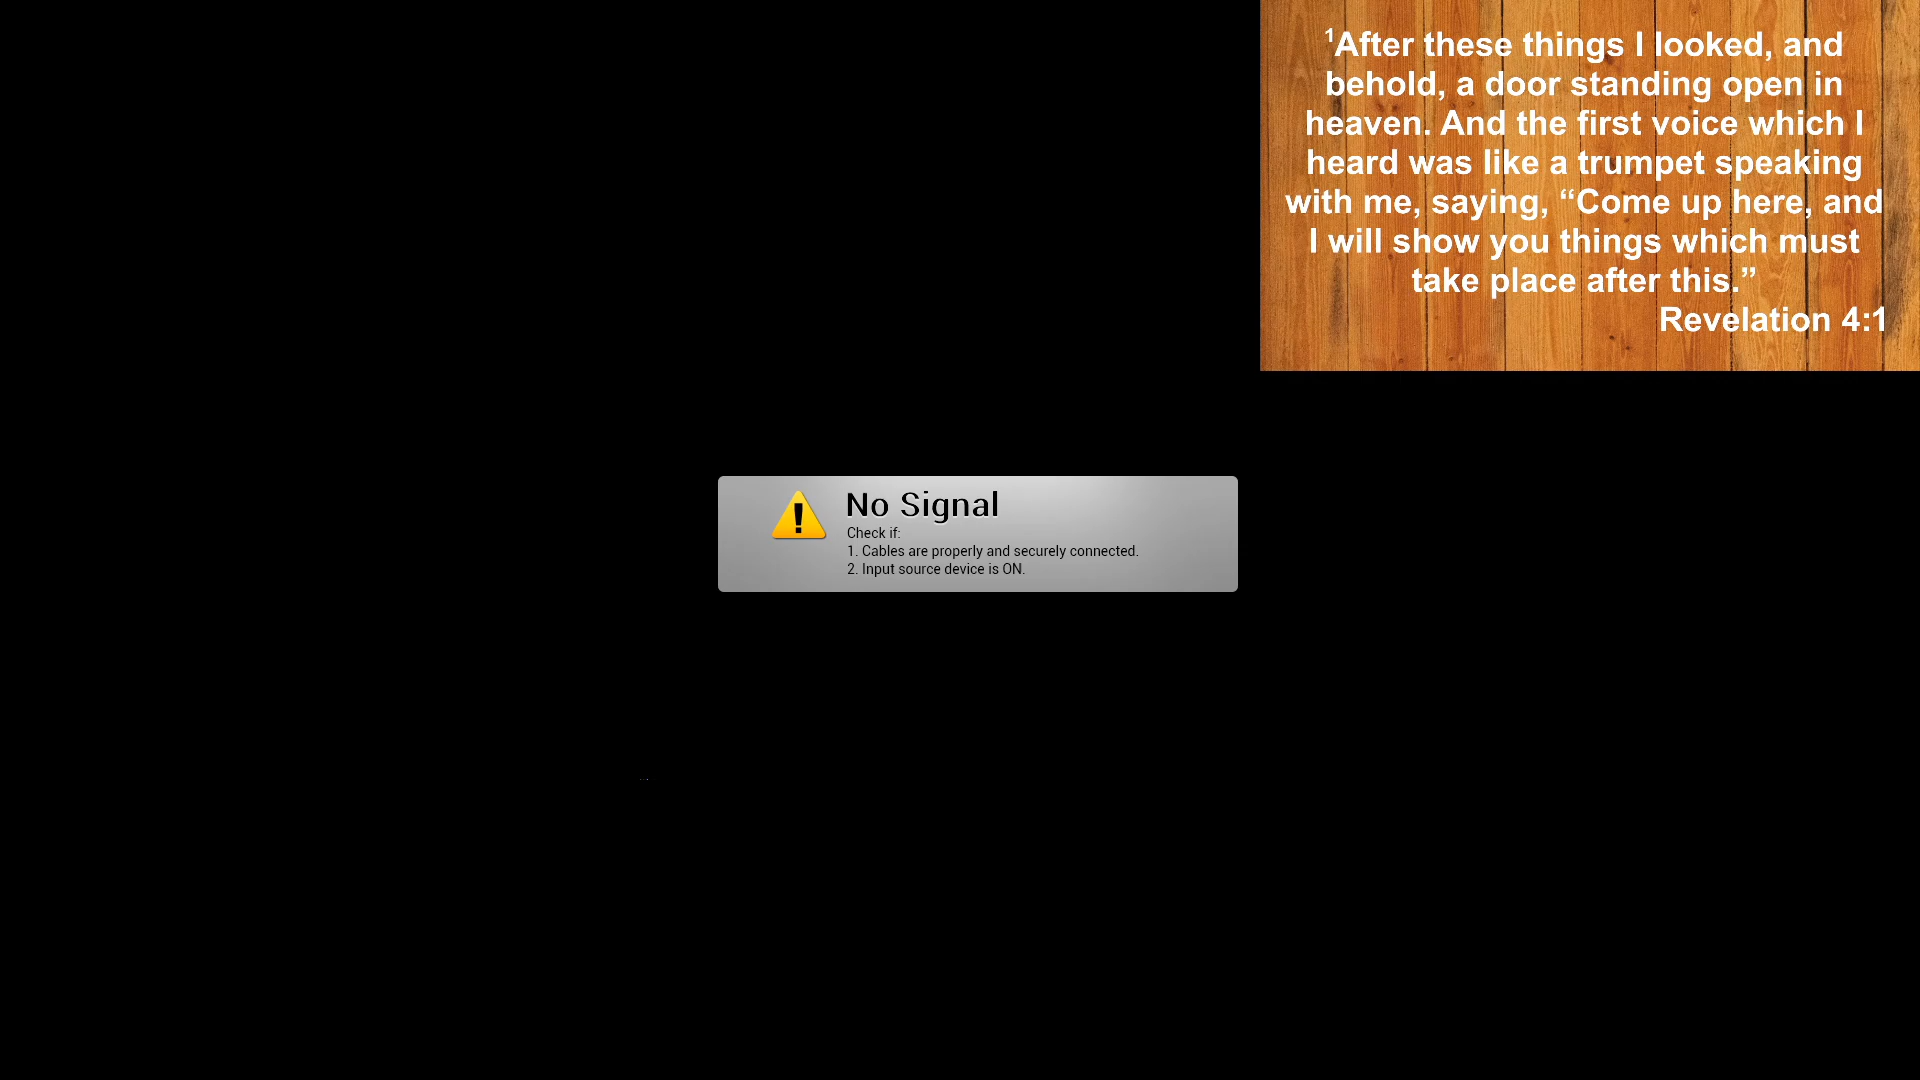 ¹After these things I looked, and
behold, a door standing open in
heaven. And the first voice which I
heard was like a trumpet speaking
with me, saying, “Come up here, and
I will show you things which must
take place after this.”
Revelation 4:1
No Signal
Check if:
1. Cables are properly and securely connected.
2. Input source device is ON.